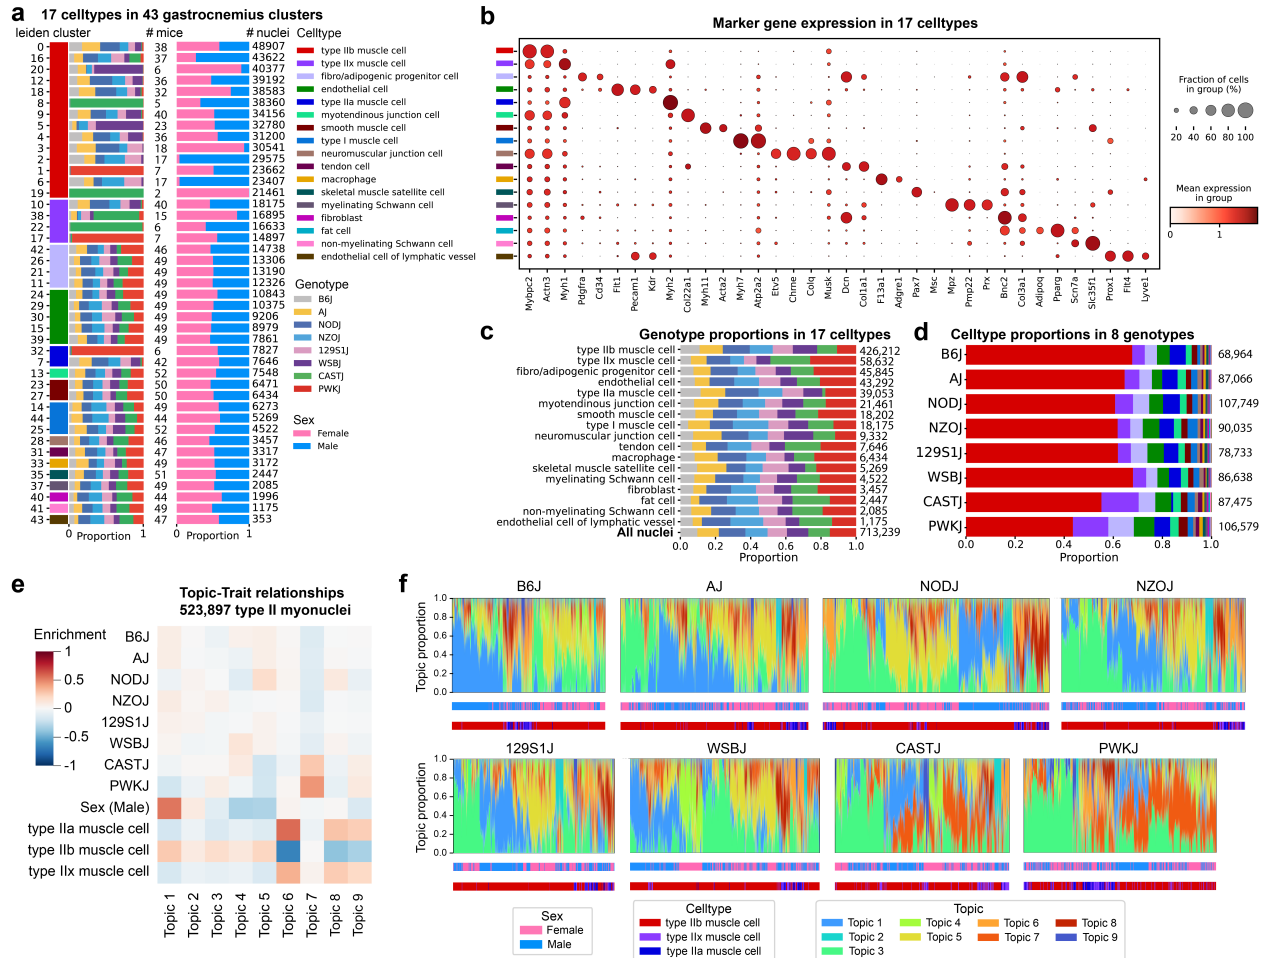 a
17 celltypes in 43 gastrocnemius clusters
leiden cluster
# mice
# nuclei
0 38 48907
16 37 43622
20 6 40377
12 36 39192
18 32 38583
8 5 38360
9 40 34156
5 23 32780
4 36 31200
3 18 30541
2 17 29575
1 7 23662
6 17 23407
19 2 21461
10 40 18175
38 15 16895
22 6 16633
17 7 14897
42 46 14738
26 49 13306
21 49 13190
11 49 12326
24 49 10843
29 49 10375
30 49 9206
15 49 8979
39 49 7861
32 6 7827
7 42 7646
13 52 7548
23 50 6471
27 50 6434
36 49 6273
44 44 5269
25 52 4522
28 46 3457
31 47 3317
33 49 3172
35 51 2447
37 49 2085
40 44 1996
41 49 1175
43 47 353
0 Proportion 1
0 Proportion 1
Celltype
type IIb muscle cell
type IIx muscle cell
fibro/adipogenic progenitor cell
endothelial cell
type IIa muscle cell
myotendinous junction cell
smooth muscle cell
type I muscle cell
neuromuscular junction cell
tendon cell
macrophage
skeletal muscle satellite cell
myelinating Schwann cell
fibroblast
fat cell
non-myelinating Schwann cell
endothelial cell of lymphatic vessel
Genotype
B6J
AJ
NODJ
NZOJ
129S1J
WSBJ
CASTJ
PWKJ
Sex
Female
Male
b
Marker gene expression in 17 celltypes
Mybpc2
Actn3
Myh1
Pdgfra
Cd34
Flt1
Pecam1
Kdr
Myh2
Col22a1
Myh11
Acta2
Myh7
Atp2a2
Etv5
Chrne
Colq
Musk
Dcn
Col1a1
F13a1
Adgre1
Pax7
Msc
Mpz
Pmp22
Prx
Bnc2
Col3a1
Adipoq
Pparg
Scn7a
Slc35f1
Prox1
Flt4
Lyve1
Fraction of cells
in group (%)
20 40 60 80 100
Mean expression
in group
0 1
c
Genotype proportions in 17 celltypes
type IIb muscle cell 426,212
type IIx muscle cell 58,632
fibro/adipogenic progenitor cell 45,845
endothelial cell 43,292
type IIa muscle cell 39,053
myotendinous junction cell 21,461
smooth muscle cell 18,202
type I muscle cell 18,175
neuromuscular junction cell 9,332
tendon cell 7,646
macrophage 6,434
skeletal muscle satellite cell 5,269
myelinating Schwann cell 4,522
fibroblast 3,457
fat cell 2,447
non-myelinating Schwann cell 2,085
endothelial cell of lymphatic vessel 1,175
All nuclei 713,239
0.0 0.2 0.4 0.6 0.8 1.0
Proportion
d
Celltype proportions in 8 genotypes
B6J 68,964
AJ 87,066
NODJ 107,749
NZOJ 90,035
129S1J 78,733
WSBJ 86,638
CASTJ 87,475
PWKJ 106,579
0.0 0.2 0.4 0.6 0.8 1.0
Proportion
e
Topic-Trait relationships
523,897 type II myonuclei
Enrichment
1
0.5
0
-0.5
-1
B6J
AJ
NODJ
NZOJ
129S1J
WSBJ
CASTJ
PWKJ
Sex (Male)
type IIa muscle cell
type IIb muscle cell
type IIx muscle cell
Topic 1
Topic 2
Topic 3
Topic 4
Topic 5
Topic 6
Topic 7
Topic 8
Topic 9
f
B6J
AJ
NODJ
NZOJ
Topic proportion
1.0
0.8
0.6
0.4
0.2
0.0
129S1J
WSBJ
CASTJ
PWKJ
Topic proportion
1.0
0.8
0.6
0.4
0.2
0.0
Sex
Female
Male
Celltype
type IIb muscle cell
type IIx muscle cell
type IIa muscle cell
Topic
Topic 1 Topic 4 Topic 6 Topic 8
Topic 2 Topic 5 Topic 7 Topic 9
Topic 3